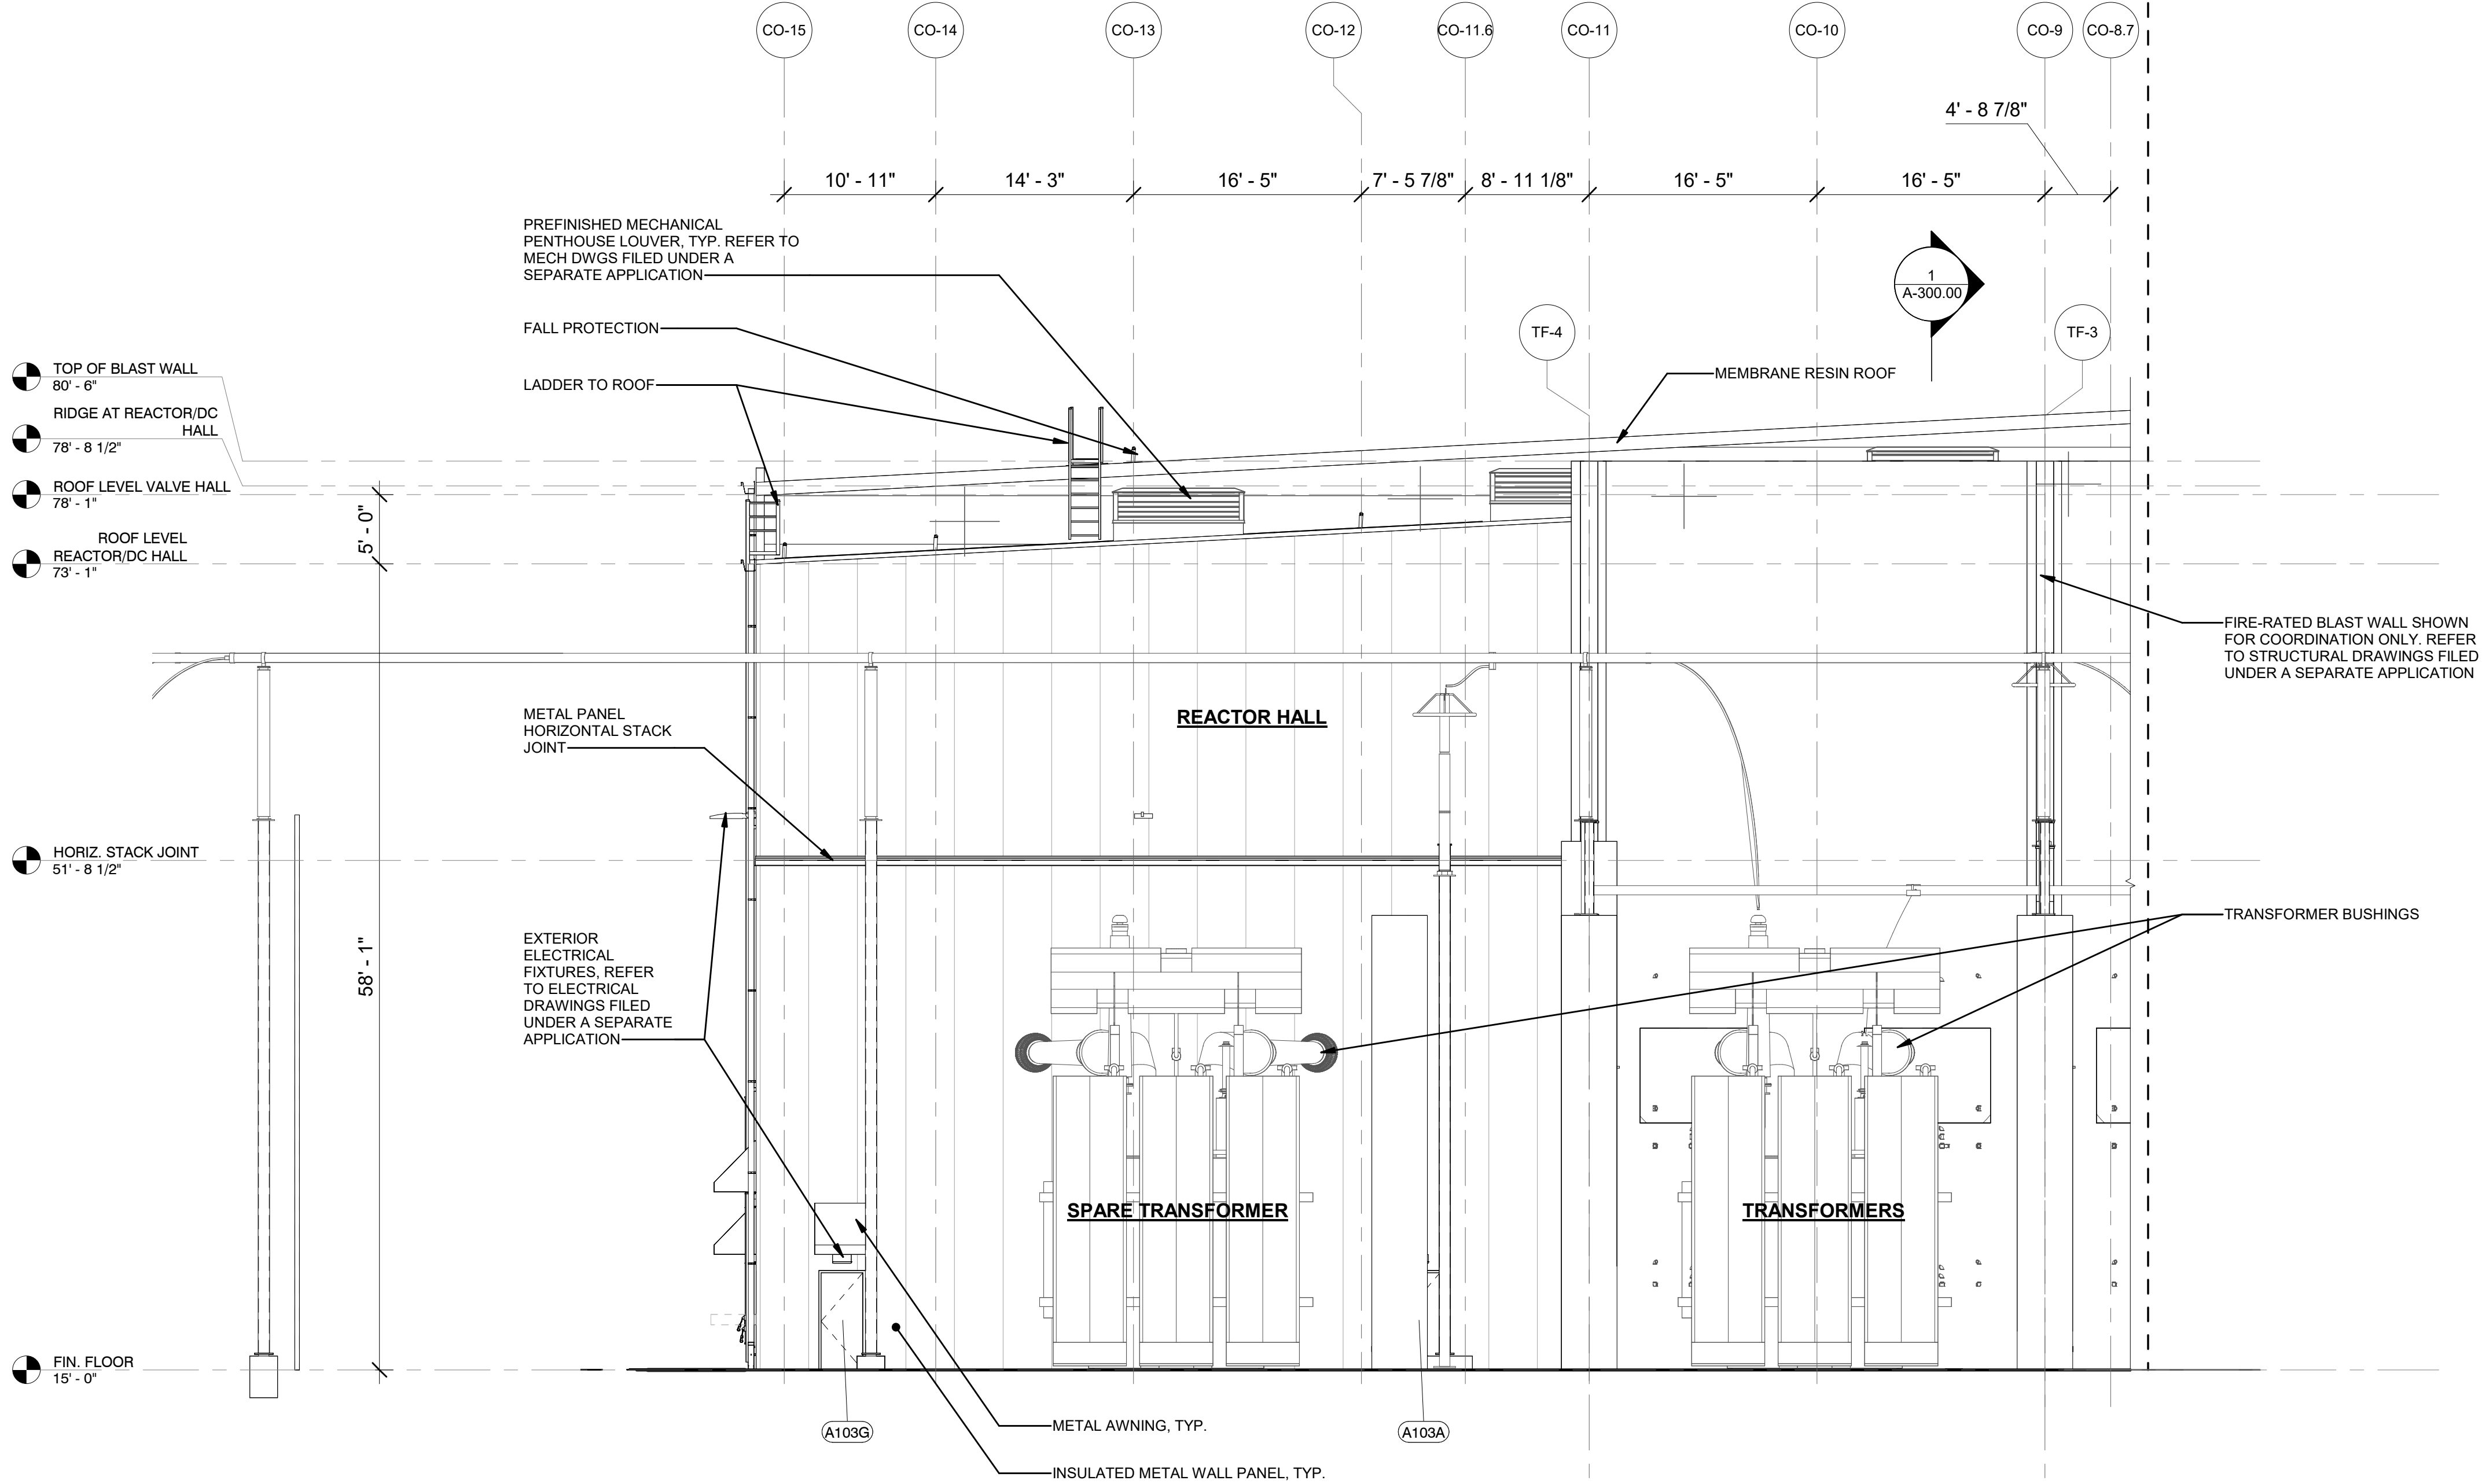 CO-15
CO-14
CO-13
CO-12
CO-11.6
CO-11
CO-10
CO-9
CO-8.7
4' - 8 7/8"
10' - 11"
14' - 3"
16' - 5"
7' - 5 7/8"
8' - 11 1/8"
16' - 5"
16' - 5"
PREFINISHED MECHANICAL
PENTHOUSE LOUVER, TYP. REFER TO
MECH DWGS FILED UNDER A
SEPARATE APPLICATION
1
A-300.00
FALL PROTECTION
TF-4
TF-3
TOP OF BLAST WALL
80' - 6"
LADDER TO ROOF
MEMBRANE RESIN ROOF
RIDGE AT REACTOR/DC
HALL
78' - 8 1/2"
ROOF LEVEL VALVE HALL
78' - 1"
5' - 0"
ROOF LEVEL
REACTOR/DC HALL
73' - 1"
FIRE-RATED BLAST WALL SHOWN
FOR COORDINATION ONLY. REFER
TO STRUCTURAL DRAWINGS FILED
UNDER A SEPARATE APPLICATION
METAL PANEL
HORIZONTAL STACK
JOINT
REACTOR HALL
HORIZ. STACK JOINT
51' - 8 1/2"
TRANSFORMER BUSHINGS
58' - 1"
EXTERIOR
ELECTRICAL
FIXTURES, REFER
TO ELECTRICAL
DRAWINGS FILED
UNDER A SEPARATE
APPLICATION
SPARE TRANSFORMER
TRANSFORMERS
FIN. FLOOR
15' - 0"
A103G
METAL AWNING, TYP.
A103A
INSULATED METAL WALL PANEL, TYP.